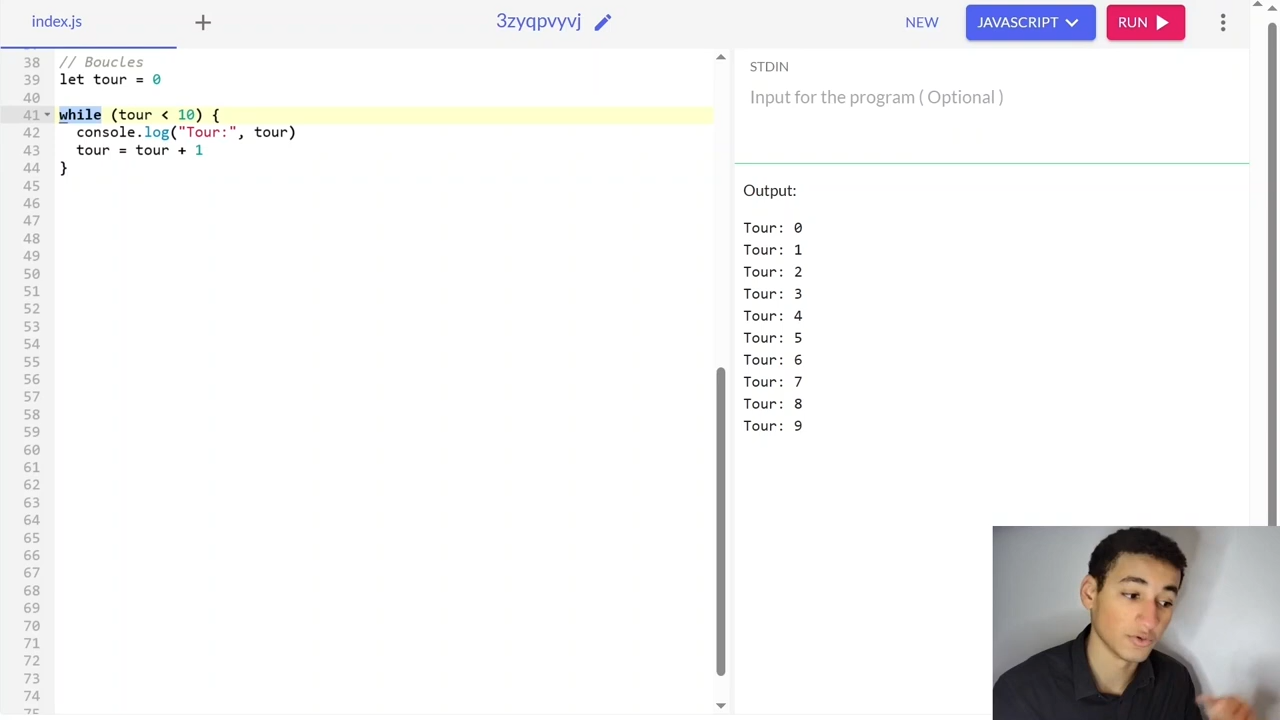 index.js
+
3zyqpvyvj
NEW
JAVASCRIPT
RUN
38 // Boucles
39 let tour = 0
40
41 while (tour < 10) {
42 console.log("Tour:", tour)
43 tour = tour + 1
44 }
45
46
47
48
49
50
51
52
53
54
55
56
57
58
59
60
61
62
63
64
65
66
67
68
69
70
71
72
73
74
75
STDIN
Input for the program ( Optional )
Output:
Tour: 0
Tour: 1
Tour: 2
Tour: 3
Tour: 4
Tour: 5
Tour: 6
Tour: 7
Tour: 8
Tour: 9